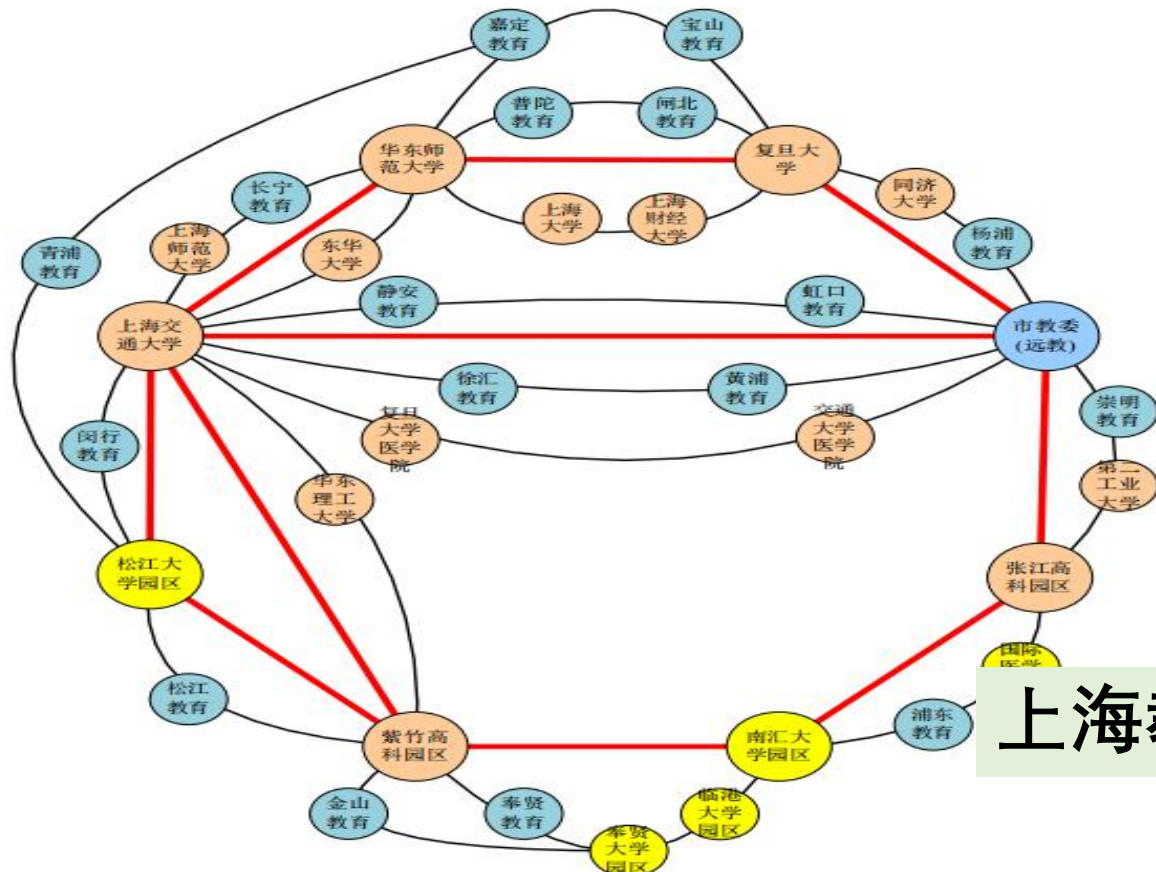 嘉定
教育
宝山
教育
普陀
教育
闸北
教育
华东师
范大学
复旦大
学
长宁
教育
同济
大学
上海
大学
上海
财经
大学
上海
师范
大学
东华
大学
杨浦
教育
青浦
教育
静安
教育
虹口
教育
上海交
通大学
市教委
(远教)
徐汇
教育
黄浦
教育
崇明
教育
复旦
大学
医学
院
交通
大学
医学
院
闵行
教育
华东
理工
大学
第二
工业
大学
松江大
学园区
张江高
科园区
国际
医学
松江
教育
浦东
教育
上海
紫竹高
科园区
南汇大
学园区
金山
教育
奉贤
教育
临港
大学
园区
奉贤
大学
园区